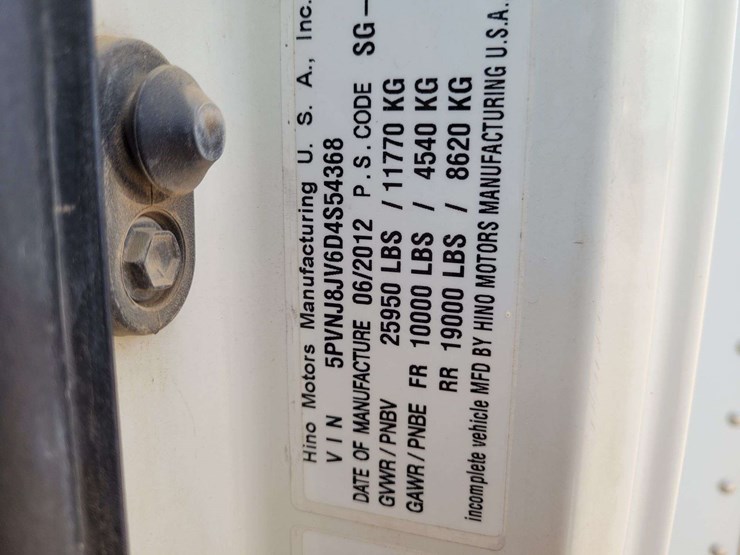 Hino Motors Manufacturing U. S. A., Inc.
VIN 5PVNJ8JV6D4S54368
DATE OF MANUFACTURE 06/2012 P.S.CODE SG-
GVWR/PNBV 25950 LBS / 11770 KG
GAWR/PNBE FR 10000 LBS / 4540 KG
RR 19000 LBS / 8620 KG
incomplete vehicle MFD BY HINO MOTORS MANUFACTURING U.S.A.